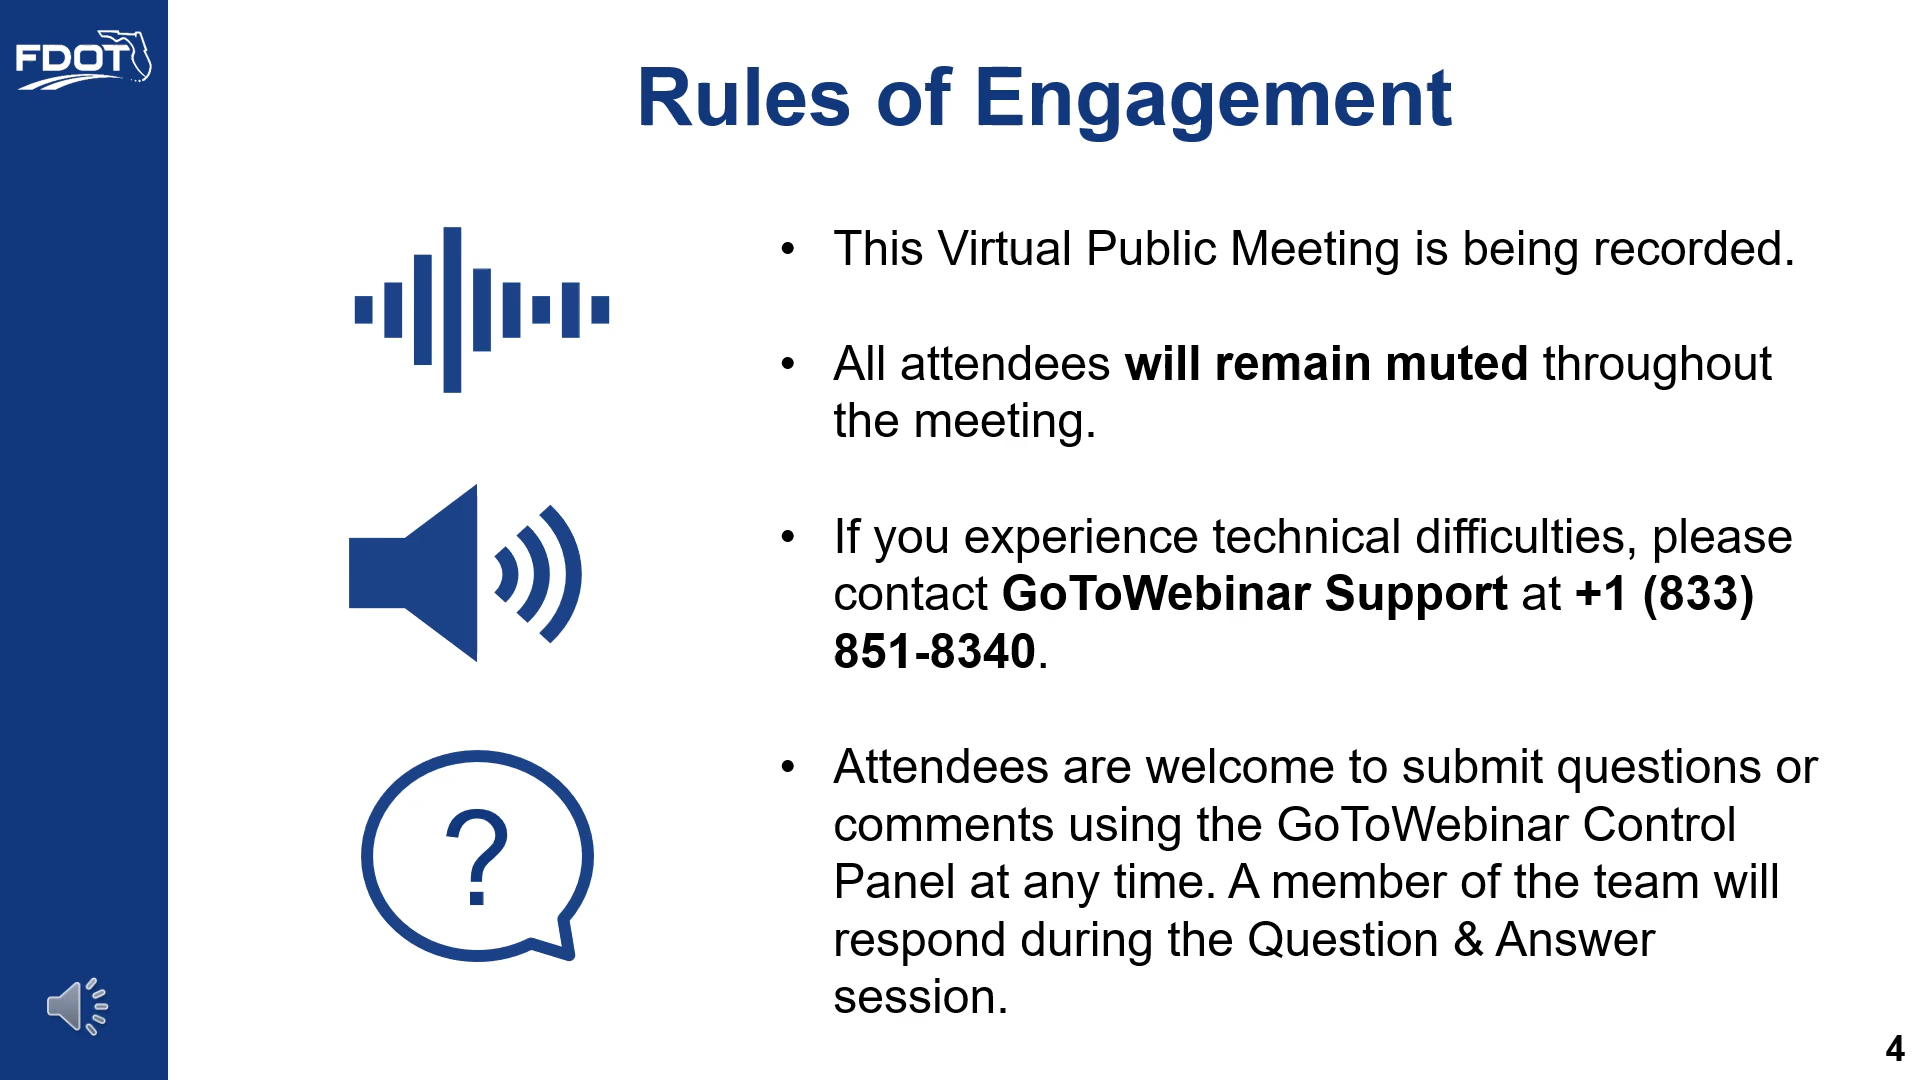 FDOT
Rules of Engagement
• This Virtual Public Meeting is being recorded.
• All attendees will remain muted throughout
the meeting.
• If you experience technical difficulties, please
contact GoToWebinar Support at +1 (833)
851-8340.
?
• Attendees are welcome to submit questions or
comments using the GoToWebinar Control
Panel at any time. A member of the team will
respond during the Question & Answer
session.
4